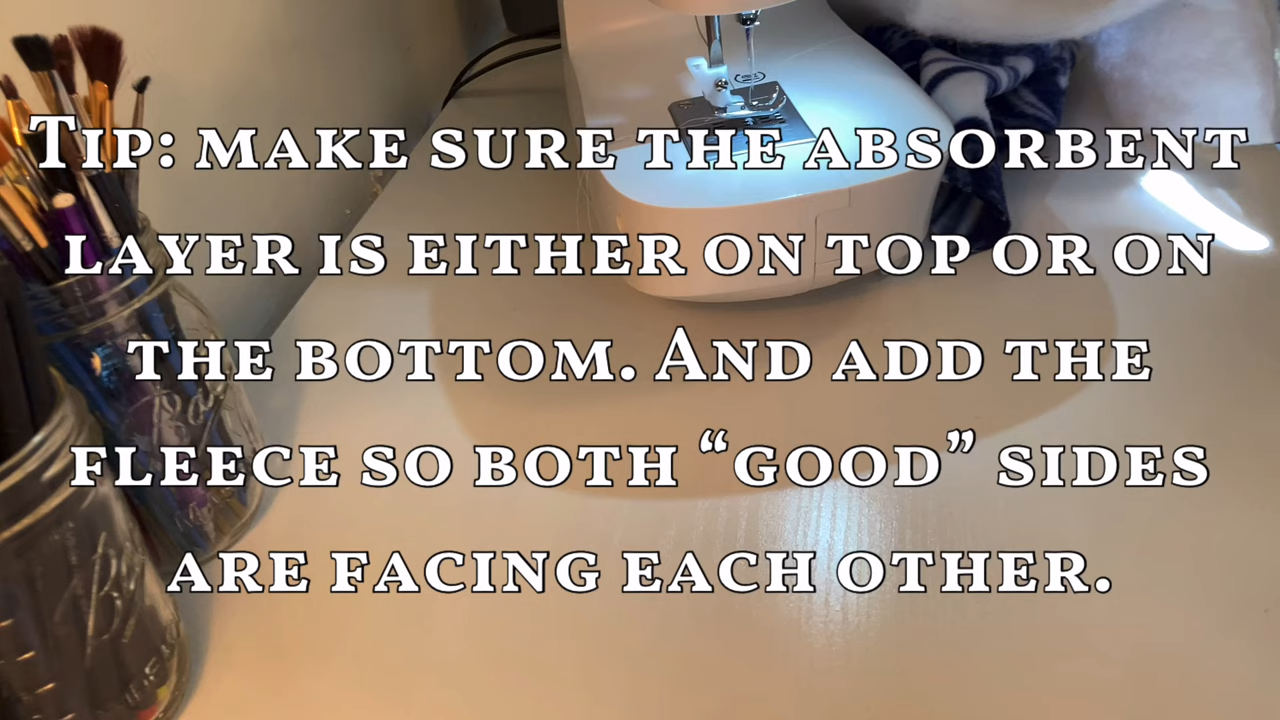 Tip: make sure the absorbent
layer is either on top or on
the bottom. And add the
fleece so both “good” sides
are facing each other.
Ball